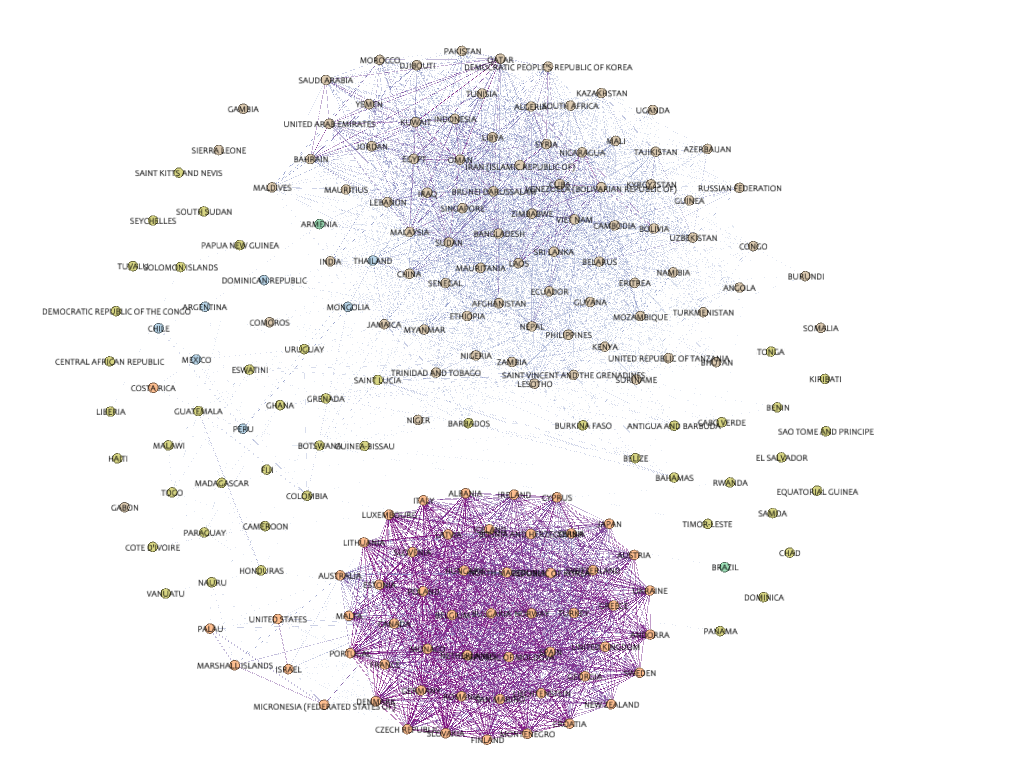 PAKISTAN
MOROCCO
QATAR
DJIBOUTI
DEMOCRATIC PEOPLE'S REPUBLIC OF KOREA
SAUDI ARABIA
TUNISIA
KAZAKHSTAN
YEMEN
ALGERIA
SOUTH AFRICA
GAMBIA
UGANDA
UNITED ARAB EMIRATES
KUWAIT
INDONESIA
LIBYA
SYRIA
MALI
JORDAN
SIERRA LEONE
NICARAGUA
TAJIKISTAN
AZERBAIJAN
BAHRAIN
EGYPT
OMAN
IRAN (ISLAMIC REPUBLIC OF)
SAINT KITTS AND NEVIS
MALDIVES
MAURITIUS
IRAQ
BRUNEI DARUSSALAM
CUBA
VENEZUELA (BOLIVARIAN REPUBLIC OF)
KYRGYZSTAN
RUSSIAN FEDERATION
LEBANON
GUINEA
SINGAPORE
SOUTH SUDAN
ZIMBABWE
SEYCHELLES
VIET NAM
ARMENIA
CAMBODIA
BOLIVIA
MALAYSIA
BANGLADESH
UZBEKISTAN
SUDAN
PAPUA NEW GUINEA
CONGO
SRI LANKA
INDIA
THAILAND
BELARUS
LAOS
TUVALU
SOLOMON ISLANDS
MAURITANIA
CHINA
NAMIBIA
BURUNDI
DOMINICAN REPUBLIC
SENEGAL
ERITREA
ANGOLA
ECUADOR
AFGHANISTAN
GUYANA
ARGENTINA
MONGOLIA
DEMOCRATIC REPUBLIC OF THE CONGO
TURKMENISTAN
ETHIOPIA
MOZAMBIQUE
COMOROS
JAMAICA
NEPAL
CHILE
MYANMAR
SOMALIA
PHILIPPINES
KENYA
URUGUAY
TONGA
NIGERIA
MEXICO
UNITED REPUBLIC OF TANZANIA
CENTRAL AFRICAN REPUBLIC
ZAMBIA
BHUTAN
ESWATINI
TRINIDAD AND TOBAGO
SAINT VINCENT AND THE GRENADINES
SAINT LUCIA
SURINAME
KIRIBATI
LESOTHO
COSTA RICA
GRENADA
GHANA
BENIN
LIBERIA
GUATEMALA
NIGER
BARBADOS
BURKINA FASO
ANTIGUA AND BARBUDA
CABO VERDE
PERU
SAO TOME AND PRINCIPE
MALAWI
BOTSWANA
GUINEA-BISSAU
HAITI
BELIZE
EL SALVADOR
FIJI
BAHAMAS
MADAGASCAR
RWANDA
TOGO
EQUATORIAL GUINEA
COLOMBIA
ALBANIA
IRELAND
CYPRUS
ITALY
GABON
LUXEMBOURG
SAMOA
CAMEROON
JAPAN
TIMOR-LESTE
PARAGUAY
LATVIA
LITHUANIA
COTE D'IVOIRE
SLOVENIA
AUSTRIA
CHAD
BRAZIL
HONDURAS
AUSTRALIA
NAURU
ESTONIA
POLAND
UKRAINE
VANUATU
DOMINICA
GREECE
UNITED STATES
MALTA
CANADA
TURKEY
PALAU
PANAMA
ANDORRA
UNITED KINGDOM
PORTUGAL
MONACO
MARSHALL ISLANDS
ISRAEL
FRANCE
GEORGIA
SWEDEN
GERMANY
DENMARK
MICRONESIA (FEDERATED STATES OF)
NEW ZEALAND
CROATIA
CZECH REPUBLIC
SLOVAKIA
MONTENEGRO
FINLAND